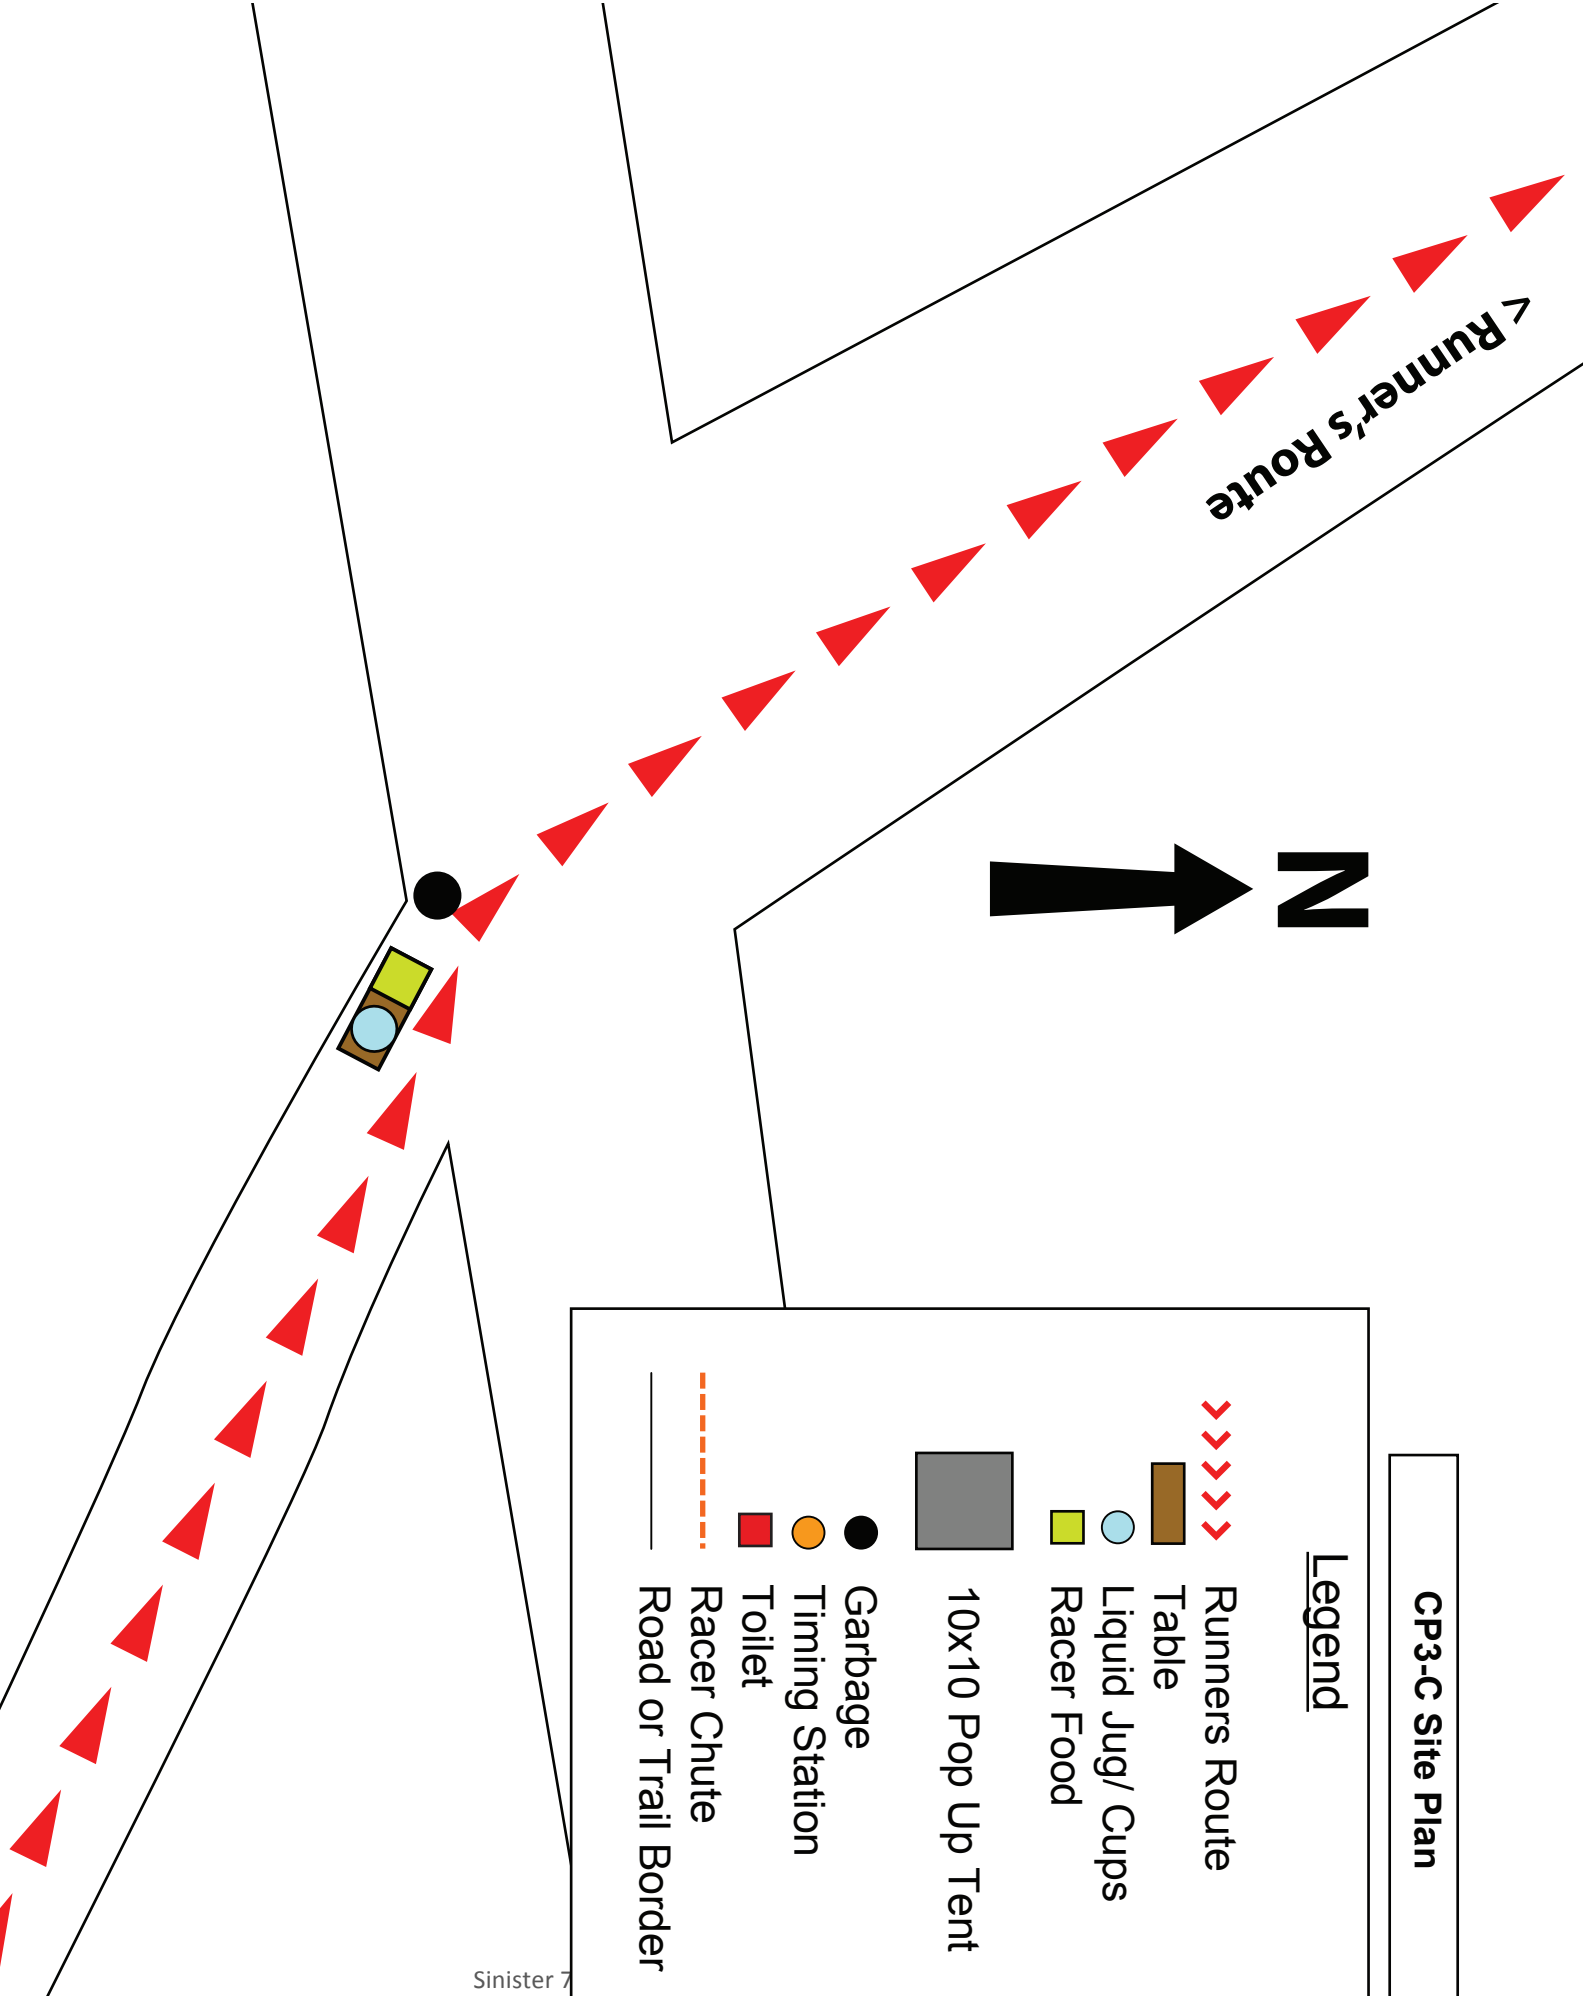 CP3-C Site Plan
Legend
Runners Route
Table
Liquid Jug/ Cups
Racer Food
10x10 Pop Up Tent
Garbage
Timing Station
Toilet
Racer Chute
Road or Trail Border
N
< Runner's Route
Sinister 7